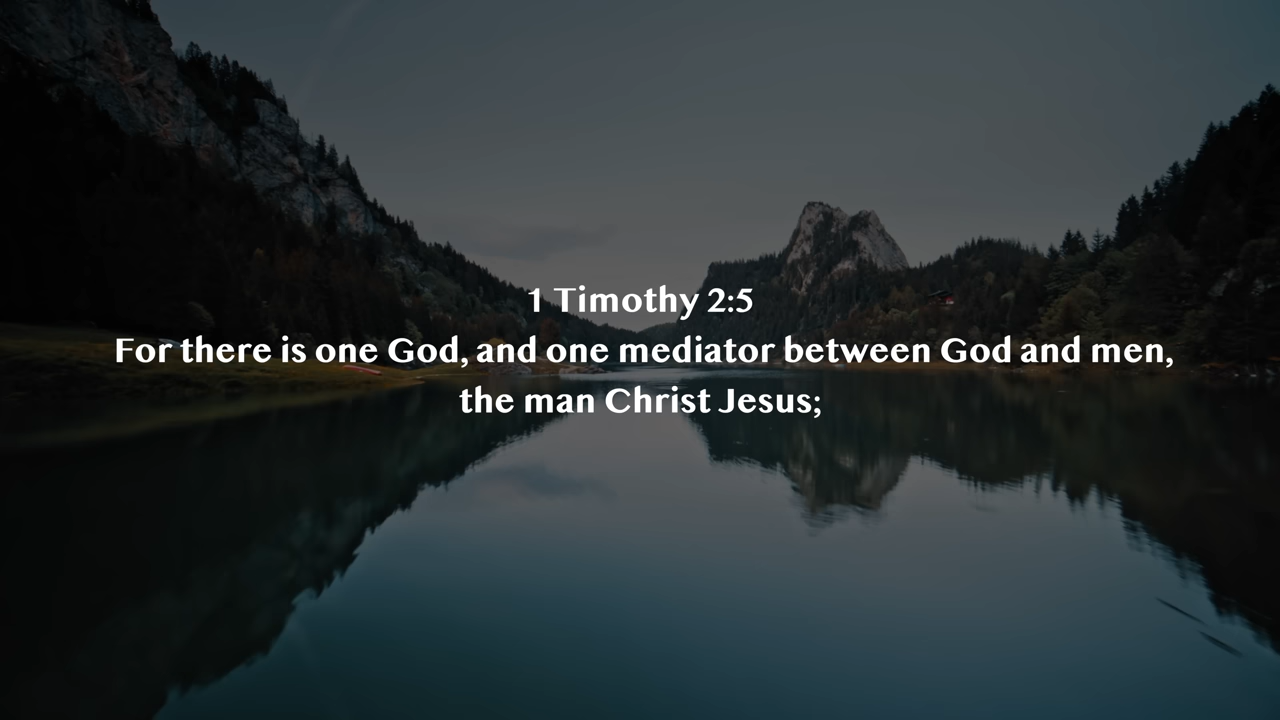 1 Timothy 2:5
For there is one God, and one mediator between God and men,
the man Christ Jesus;